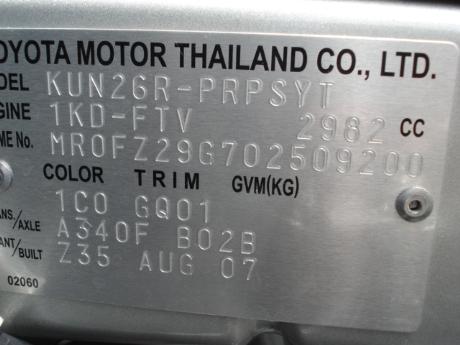 OYOTA MOTOR THAILAND CO., LTD.
ODEL KUN26R-PRPSYT
GINE 1KD-FTV 2982 CC
ME No. MR0FZ29G702509200
COLOR TRIM GVM(KG)
1C0 GQ01
ANS./AXLE A340F B02B
ANT/BUILT Z35 AUG 07
02060